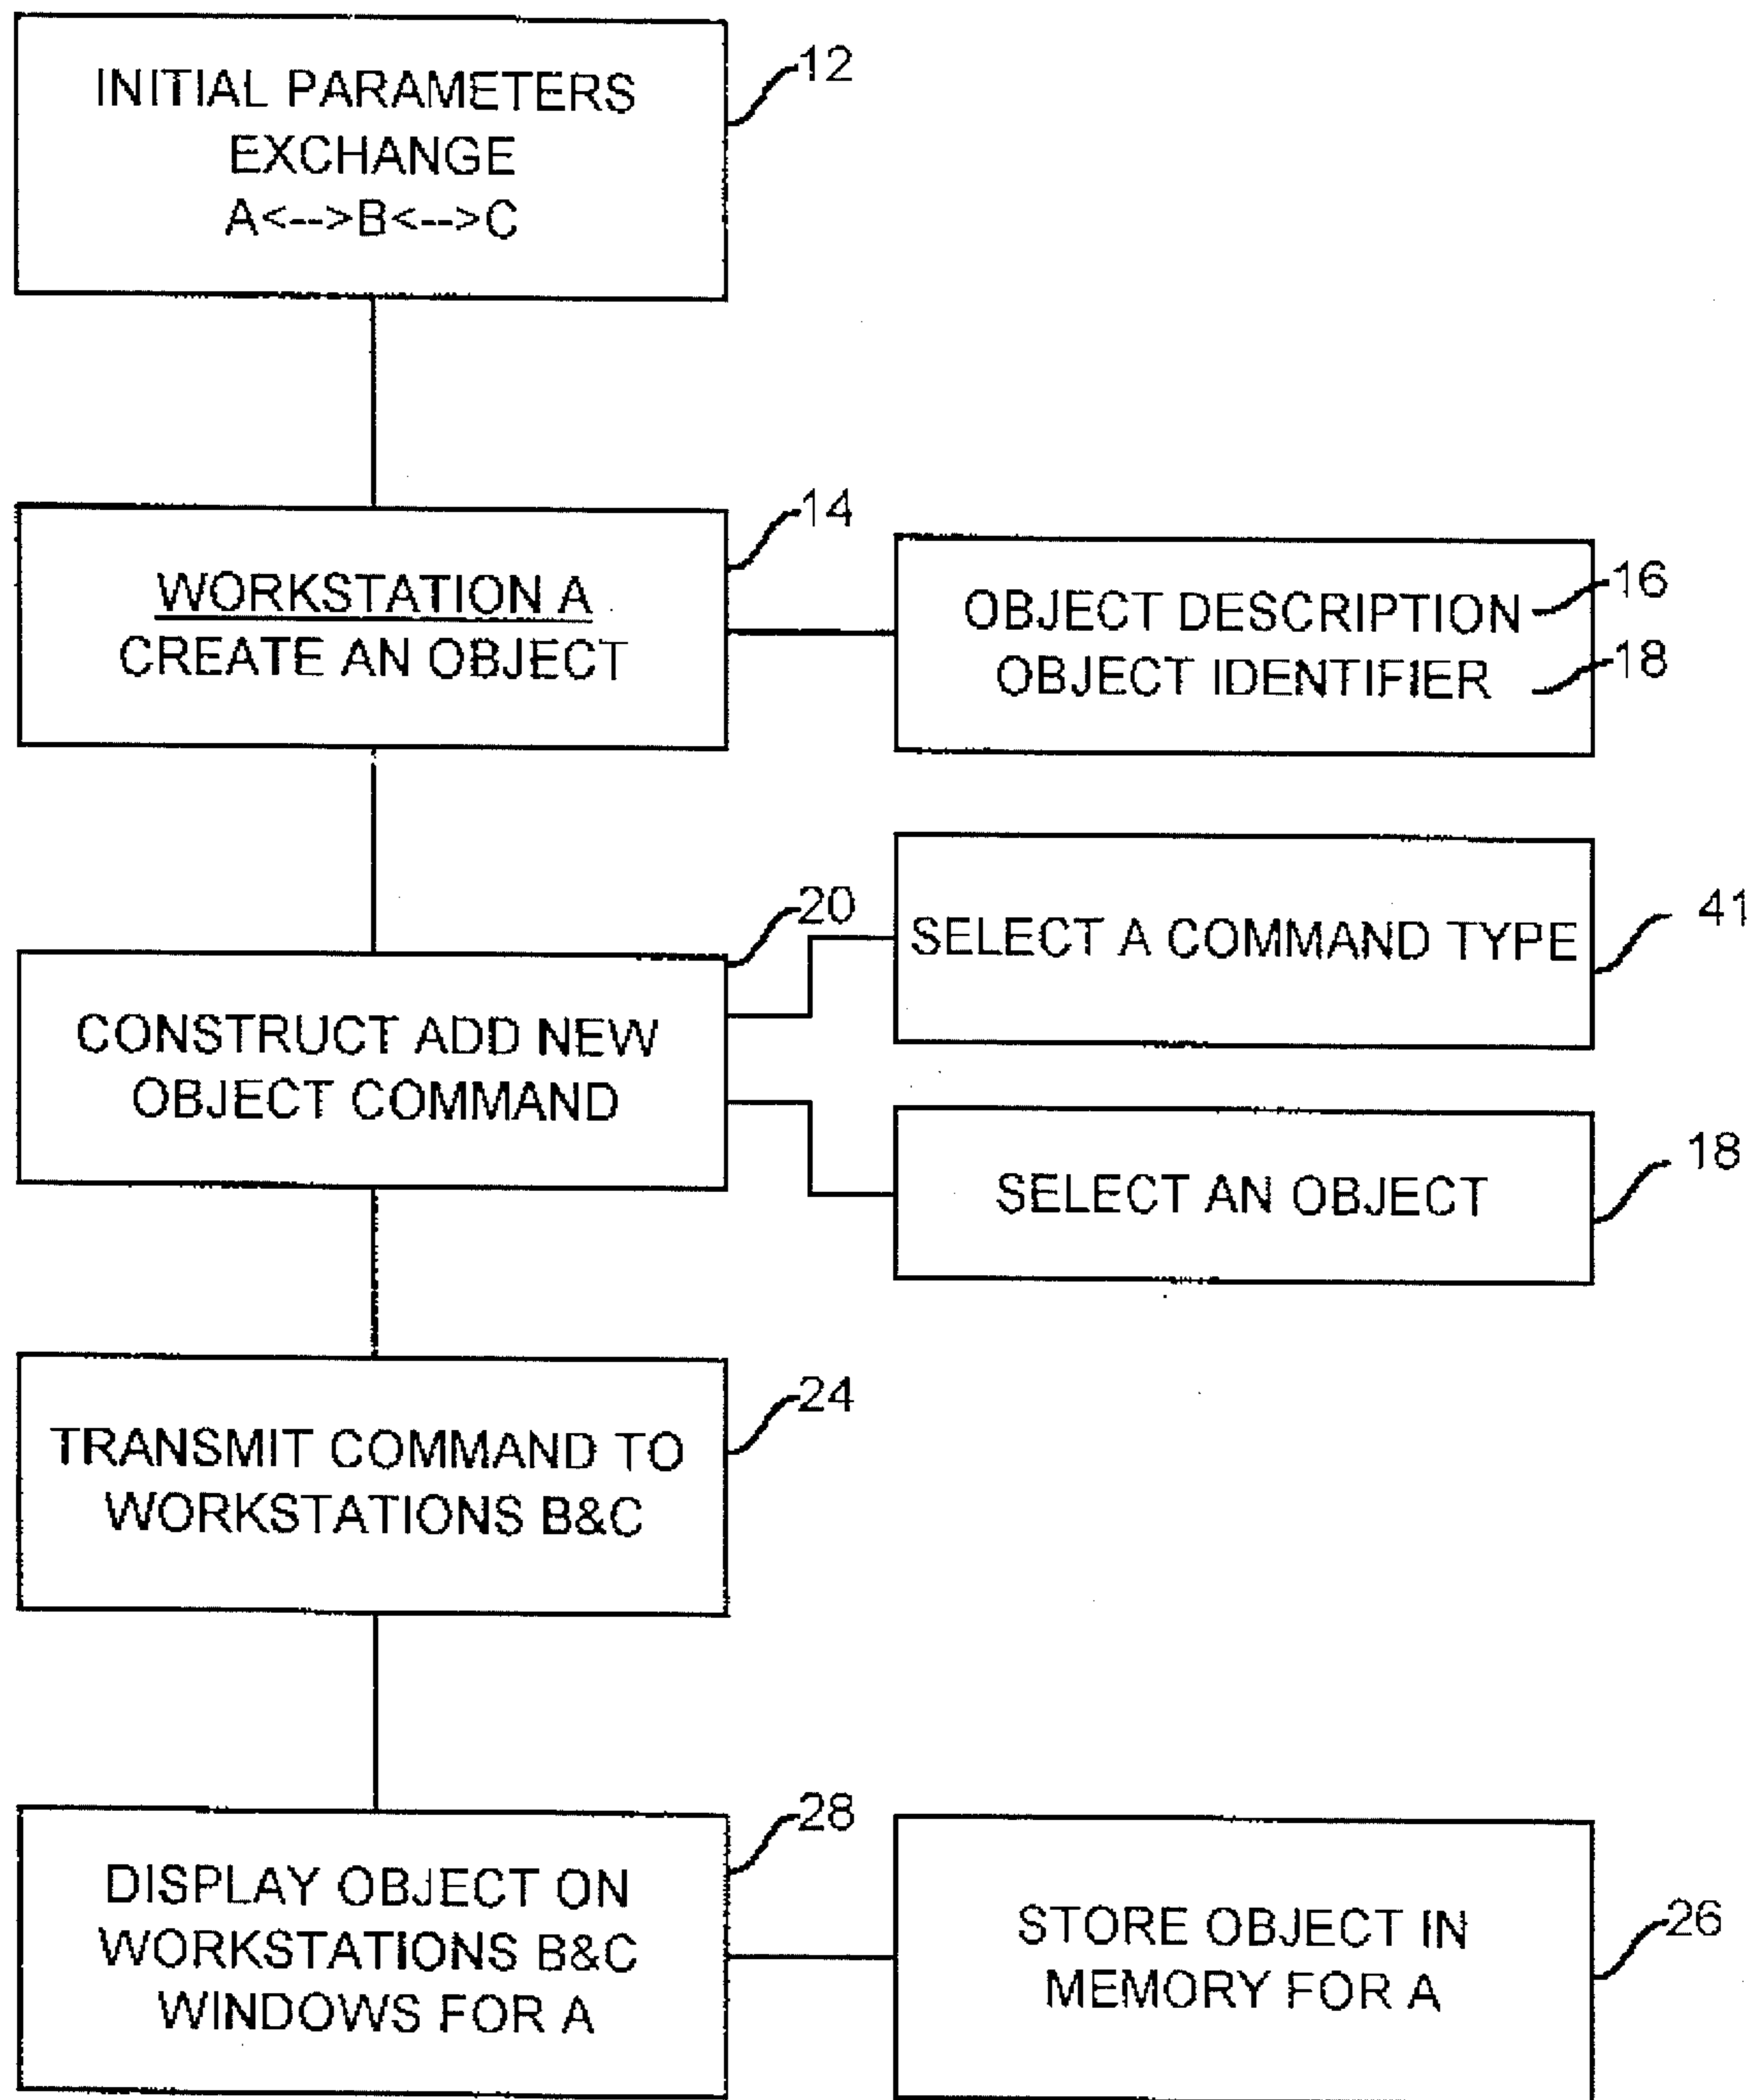 INITIAL PARAMETERS
EXCHANGE
A<-->B<-->C
12
WORKSTATION A
CREATE AN OBJECT
14
OBJECT DESCRIPTION
16
OBJECT IDENTIFIER
18
CONSTRUCT ADD NEW
OBJECT COMMAND
20
SELECT A COMMAND TYPE
41
SELECT AN OBJECT
18
TRANSMIT COMMAND TO
WORKSTATIONS B&C
24
DISPLAY OBJECT ON
WORKSTATIONS B&C
WINDOWS FOR A
28
STORE OBJECT IN
MEMORY FOR A
26